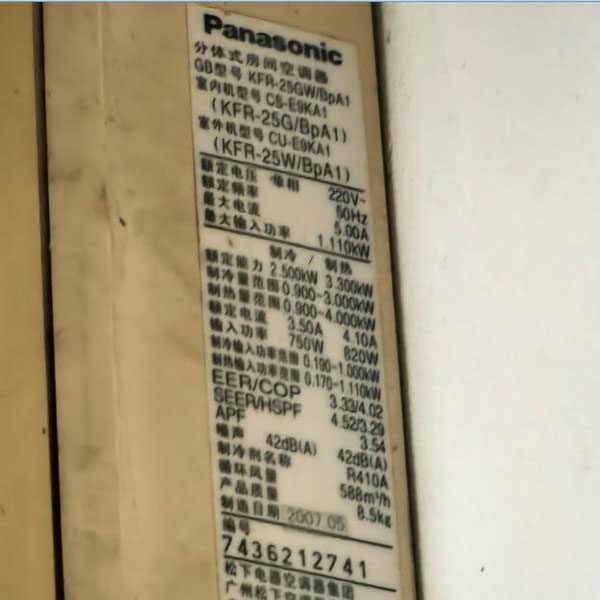 Panasonic
分体式房间空调器
GB型号 KFR-25GW/BpA1
室内机型号 CS-E9KA1
(KFR-25G/BpA1)
室外机型号 CU-E9KA1
(KFR-25W/BpA1)
额定电压 单相 220V~
额定频率 50Hz
最大电流 5.00A
最大输入功率 1.110kW
制冷 / 制热
额定能力 2.500kW 3.300kW
制冷量范围 0.900~3.000kW
制热量范围 0.900~4.000kW
额定电流 3.50A 4.10A
输入功率 750W 820W
制冷输入功率范围 0.190~1.000kW
制热输入功率范围 0.170~1.110kW
EER/COP 3.33/4.02
SEER/HSPF 4.52/3.29
APF 3.54
噪声 42dB(A) 42dB(A)
制冷剂名称 R410A
循环风量 588m³/h
产品质量 8.5kg
制造日期 2007.05
编号
7436212741
松下电器空调器集团
广州松下空调器